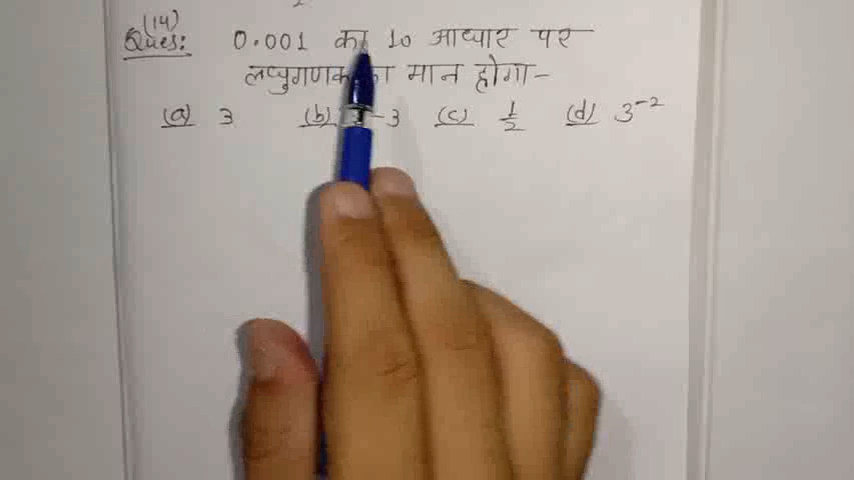 (14)
Ques: 0.001 का 10 आधार पर
लघुगणक का मान होगा-
(a) 3 (b) -3 (c) 1/2 (d) 3^-2